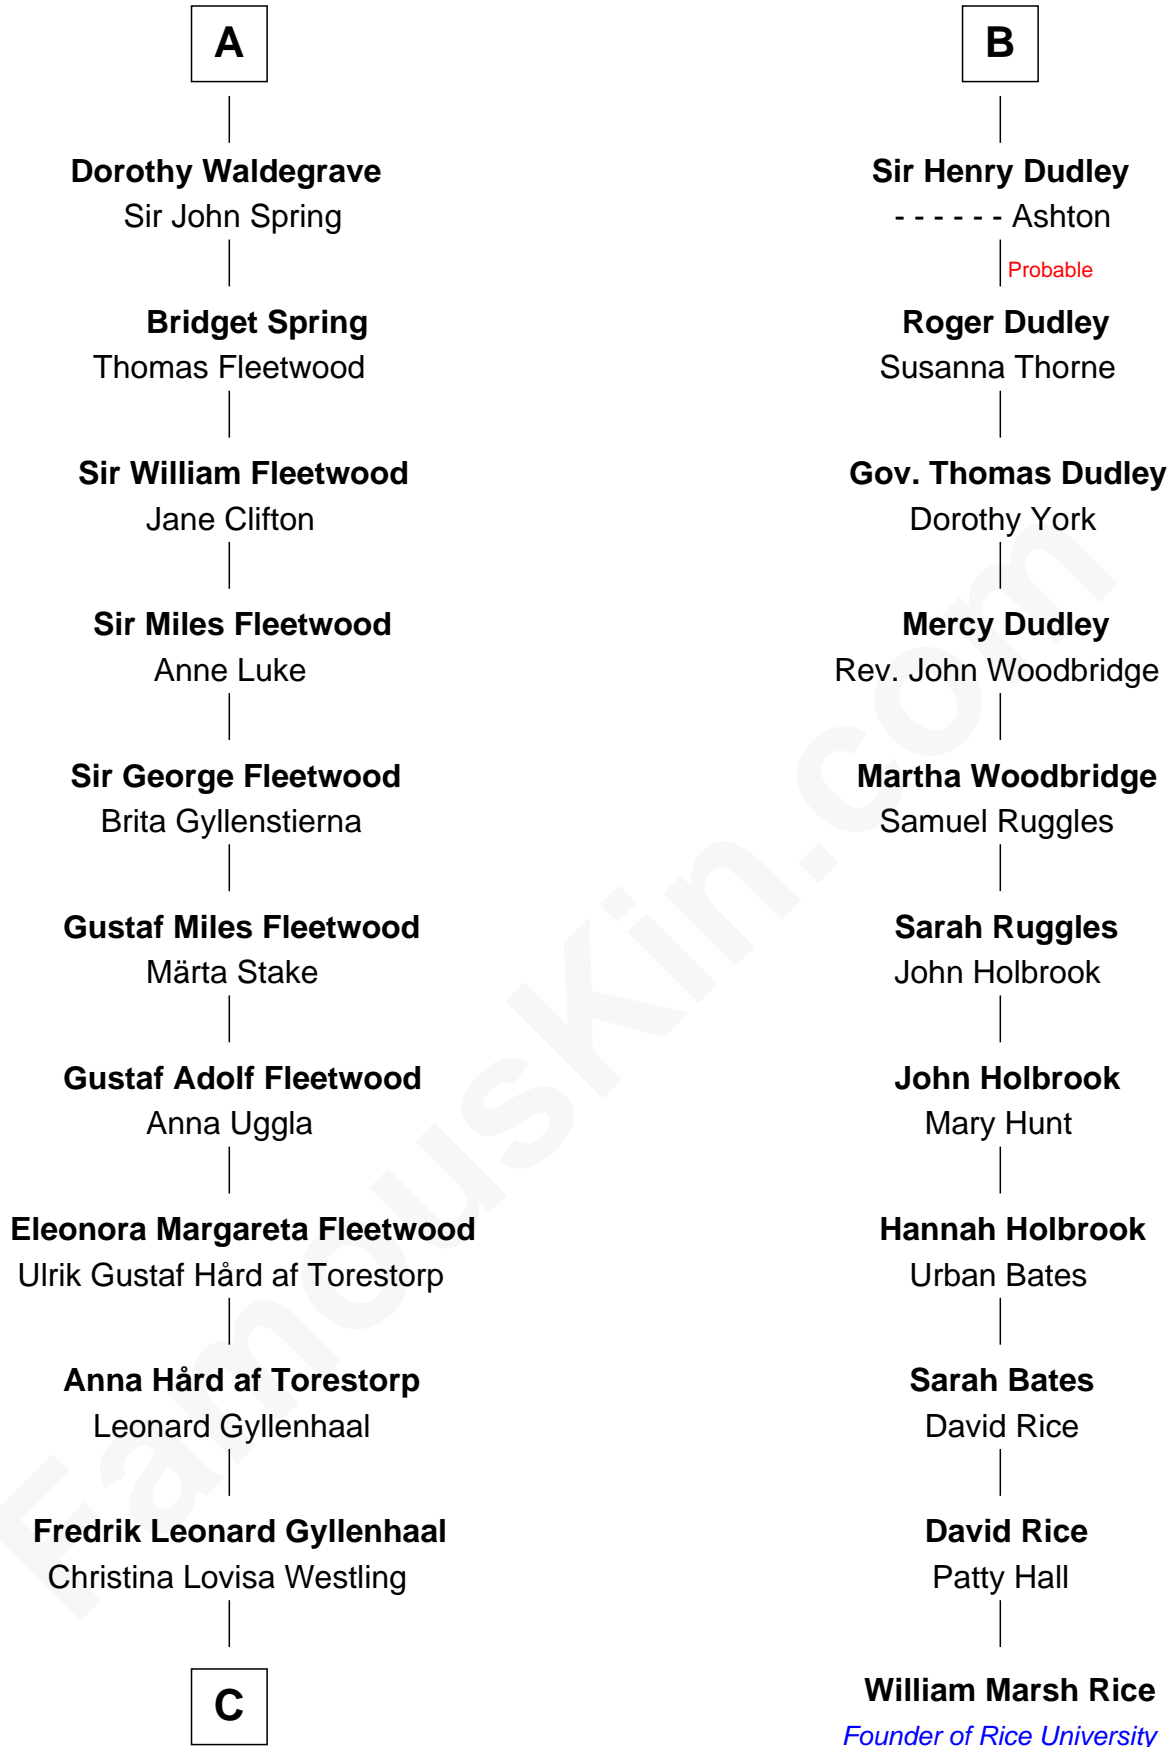 A
Dorothy Waldegrave
Sir John Spring
Bridget Spring
Thomas Fleetwood
Sir William Fleetwood
Jane Clifton
Sir Miles Fleetwood
Anne Luke
Sir George Fleetwood
Brita Gyllenstierna
Gustaf Miles Fleetwood
Märta Stake
Gustaf Adolf Fleetwood
Anna Uggla
Eleonora Margareta Fleetwood
Ulrik Gustaf Hård af Torestorp
Anna Hård af Torestorp
Leonard Gyllenhaal
Fredrik Leonard Gyllenhaal
Christina Lovisa Westling
C
B
Sir Henry Dudley
- - - - - - Ashton
Probable
Roger Dudley
Susanna Thorne
Gov. Thomas Dudley
Dorothy York
Mercy Dudley
Rev. John Woodbridge
Martha Woodbridge
Samuel Ruggles
Sarah Ruggles
John Holbrook
John Holbrook
Mary Hunt
Hannah Holbrook
Urban Bates
Sarah Bates
David Rice
David Rice
Patty Hall
William Marsh Rice
Founder of Rice University
FamousKin.com